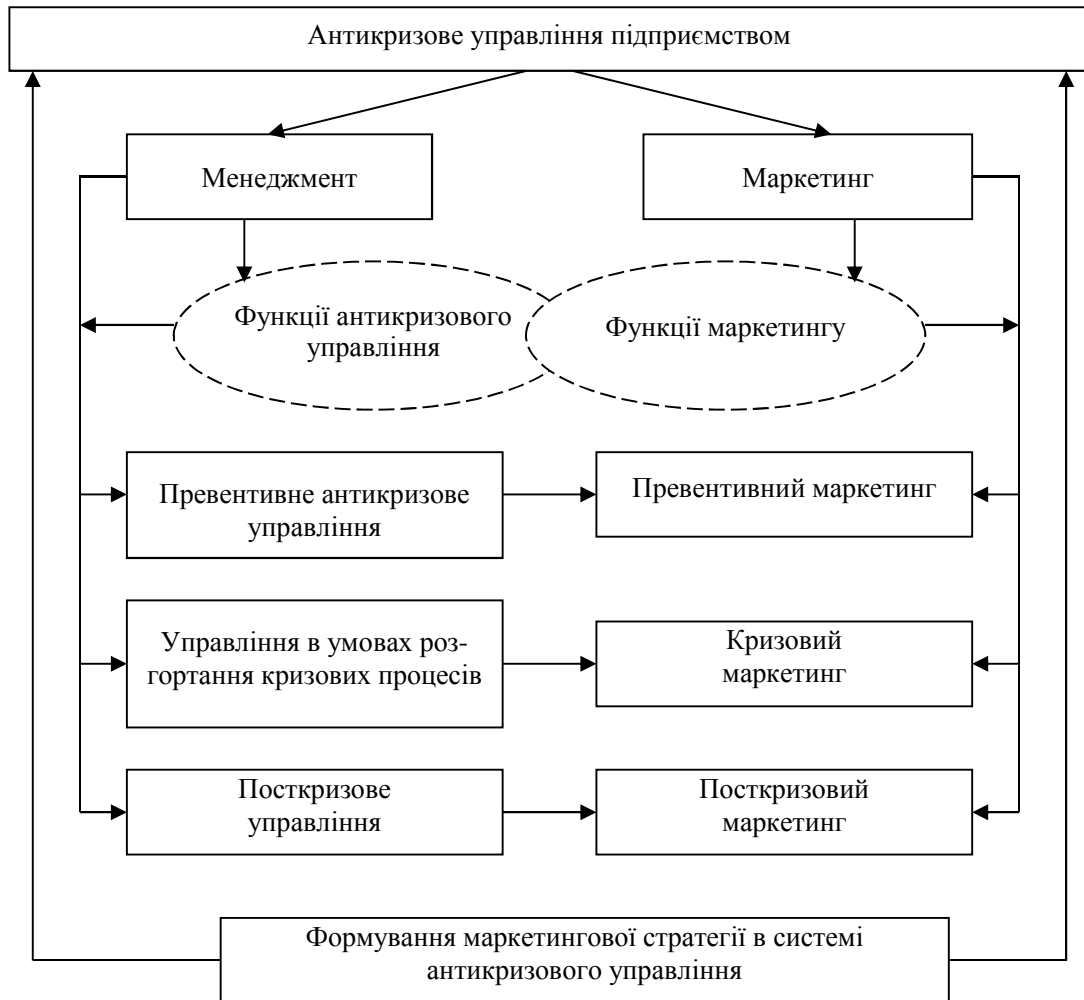 Антикризове управління підприємством
Менеджмент
Маркетинг
Функції антикризового
управління
Функції маркетингу
Превентивне антикризове
управління
Превентивний маркетинг
Управління в умовах роз-
гортання кризових процесів
Кризовий
маркетинг
Посткризове
управління
Посткризовий
маркетинг
Формування маркетингової стратегії в системі
антикризового управління